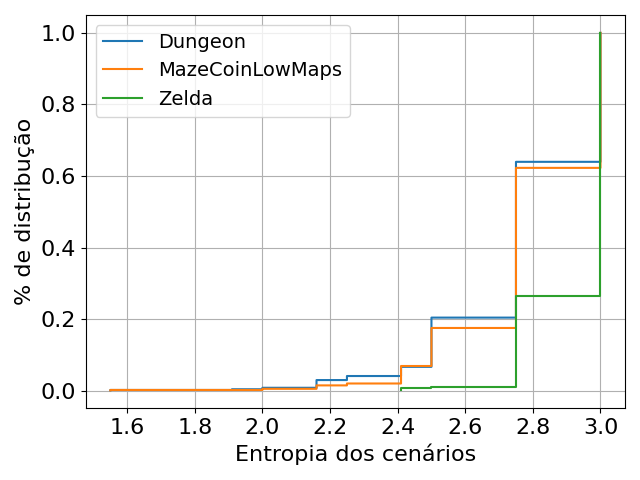 Dungeon
MazeCoinLowMaps
Zelda
1.0
0.8
0.6
0.4
0.2
0.0
% de distribução
1.6 1.8 2.0 2.2 2.4 2.6 2.8 3.0
Entropia dos cenários